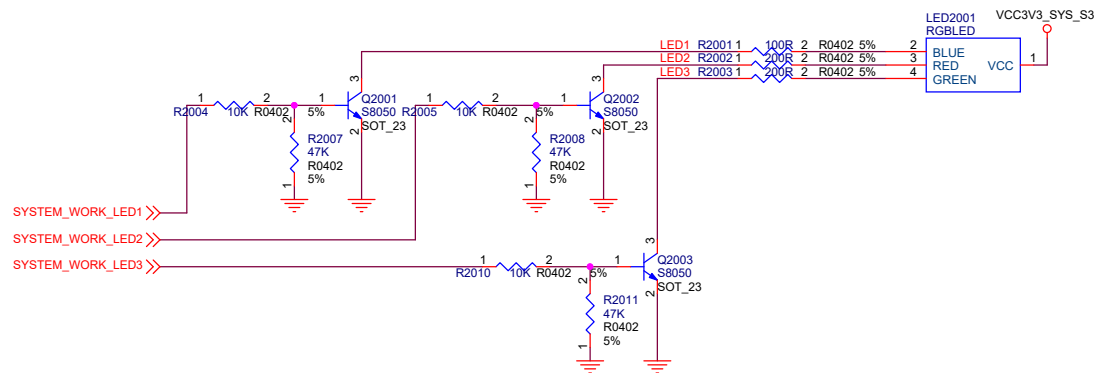 LED2001
RGBLED
VCC3V3_SYS_S3
LED1 R2001 1 100R 2 R0402 5% 2 BLUE
LED2 R2002 1 200R 2 R0402 5% 3 RED VCC 1
LED3 R2003 1 200R 2 R0402 5% 4 GREEN
3
3
1 2 1 Q2001 1 2 1 Q2002
R2004 10K R0402 5% S8050 R2005 10K R0402 5% S8050
2 2 SOT_23 2 2 SOT_23
R2007 R2008
47K 47K
R0402 R0402
1 5% 1 5%
SYSTEM_WORK_LED1
SYSTEM_WORK_LED2
3
SYSTEM_WORK_LED3 1 2 1 Q2003
R2010 10K R0402 5% S8050
2 2 SOT_23
R2011
47K
R0402
1 5%